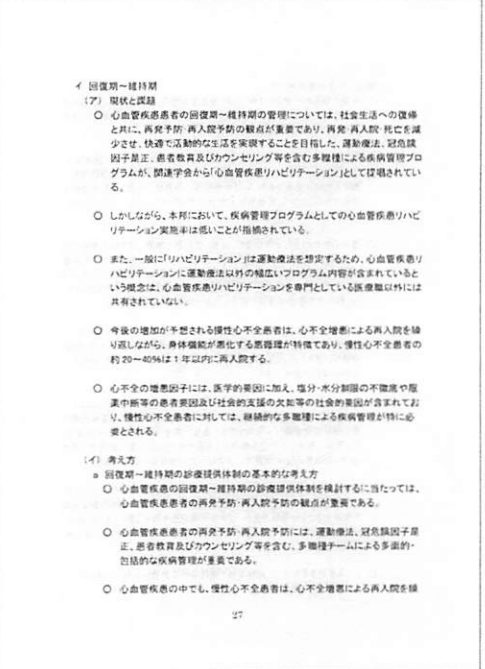 イ 回復期～維持期
(ア) 現状と課題
○ 心血管疾患患者の回復期～維持期の管理については、社会生活への復帰
と共に、再発予防・再入院予防の観点が重要であり、再発・再入院・死亡を減
少させ、快適で活動的な生活を実現することを目指した、運動療法、冠危険
因子是正、患者教育及びカウンセリング等を含む多職種による疾病管理プロ
グラムが、関連学会から「心血管疾患リハビリテーション」として提唱されてい
る。
○ しかしながら、本邦において、疾病管理プログラムとしての心血管疾患リハビ
リテーション実施率は低いことが指摘されている。
○ また、一般に「リハビリテーション」は運動療法を想定するため、心血管疾患リ
ハビリテーションに運動療法以外の幅広いプログラム内容が含まれていると
いう概念は、心血管疾患リハビリテーションを専門としている医療職以外には
共有されていない。
○ 今後の増加が予想される慢性心不全患者は、心不全増悪による再入院を繰
り返しながら、身体機能が悪化する悪循環が特徴であり、慢性心不全患者の
約 20～40%は 1 年以内に再入院する。
○ 心不全の増悪因子には、医学的要因に加え、塩分・水分制限の不徹底や服
薬中断等の患者要因及び社会的支援の欠如等の社会的要因が含まれてお
り、慢性心不全患者に対しては、継続的な多職種による疾病管理が特に必
要とされる。
(イ) 考え方
a 回復期～維持期の診療提供体制の基本的な考え方
○ 心血管疾患の回復期～維持期の診療提供体制を検討するに当たっては、
心血管疾患患者の再発予防・再入院予防の観点が重要である。
○ 心血管疾患患者の再発予防・再入院予防には、運動療法、冠危険因子是
正、患者教育及びカウンセリング等を含む、多職種チームによる多面的・
包括的な疾病管理が重要である。
○ 心血管疾患の中でも、慢性心不全患者は、心不全増悪による再入院を繰
27